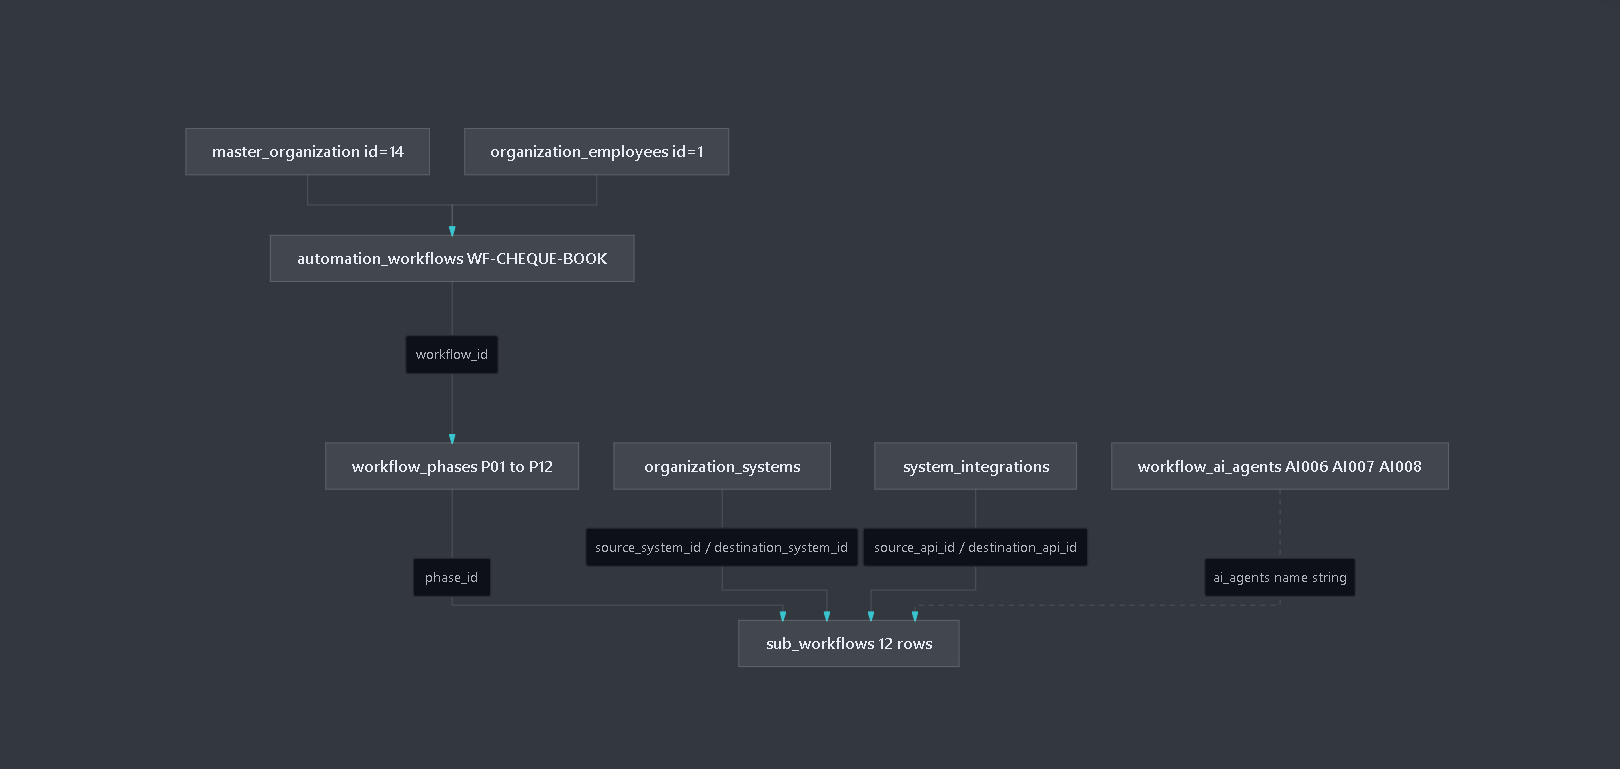 master_organization id=14
organization_employees id=1
automation_workflows WF-CHEQUE-BOOK
workflow_id
workflow_phases P01 to P12
organization_systems
system_integrations
workflow_ai_agents AI006 AI007 AI008
source_system_id / destination_system_id
source_api_id / destination_api_id
phase_id
ai_agents name string
sub_workflows 12 rows